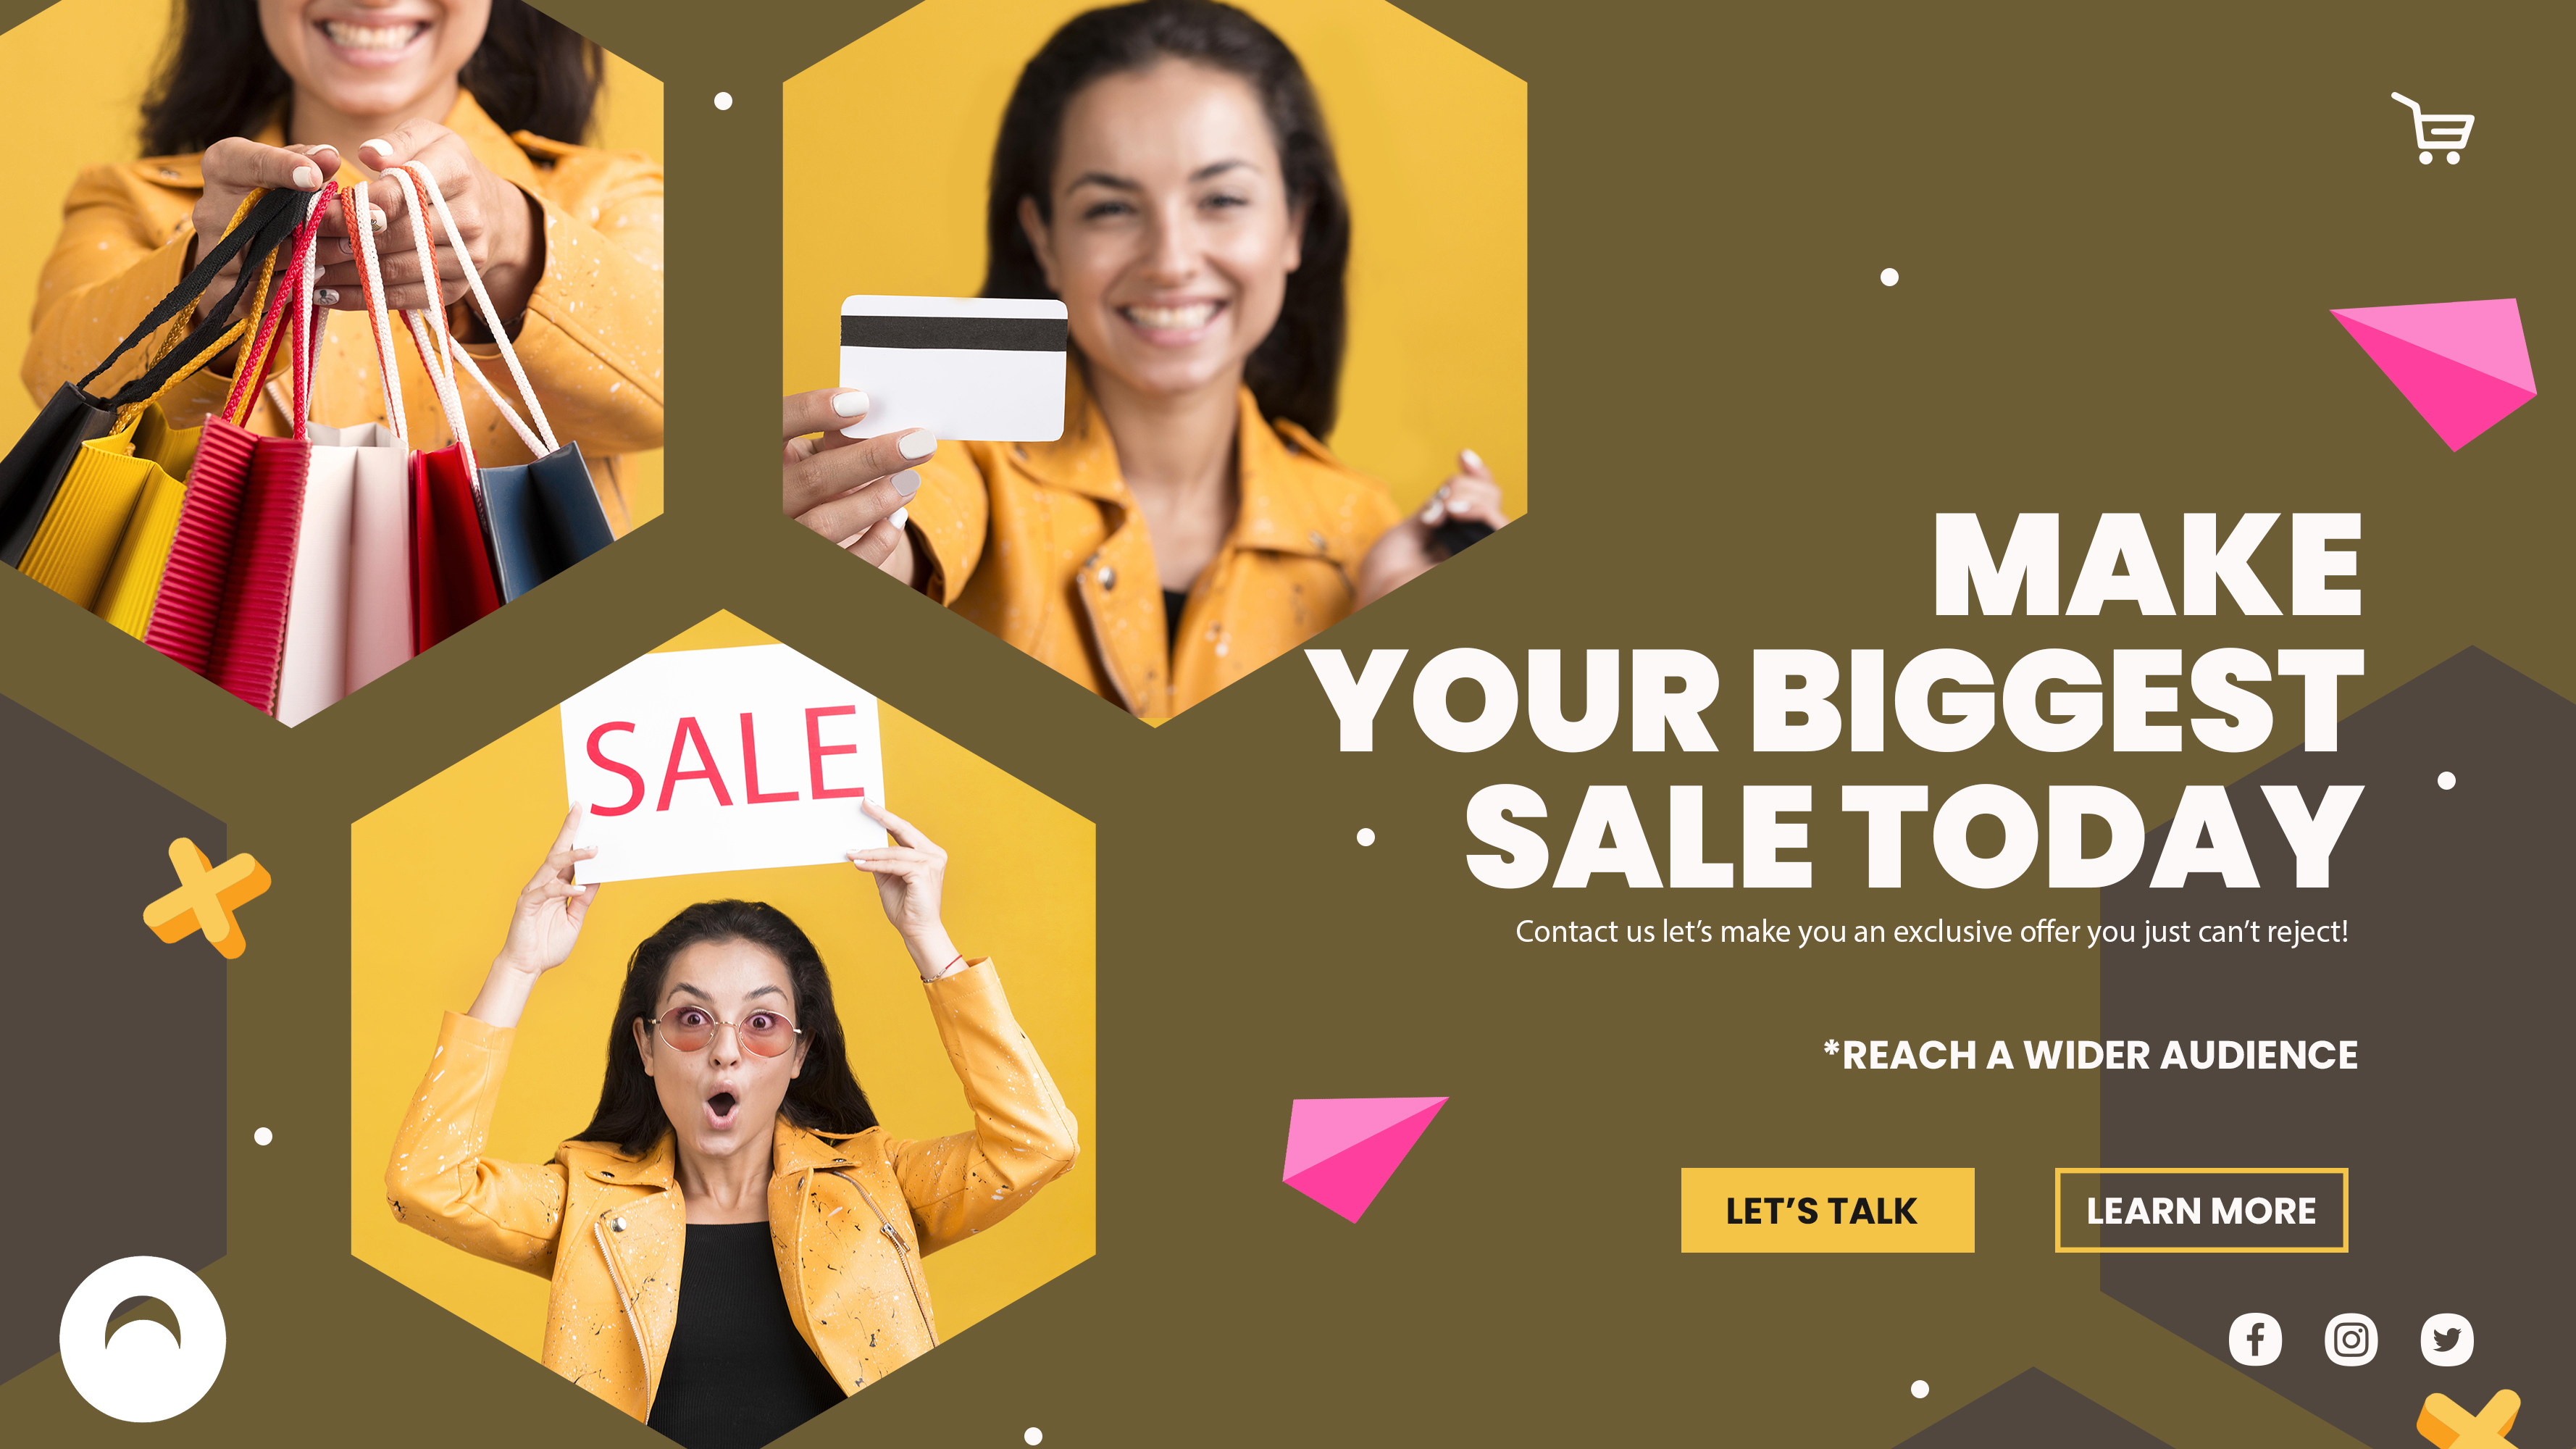 SALE
MAKE
YOUR BIGGEST
SALE TODAY
Contact us let’s make you an exclusive offer you just can’t reject!
*REACH A WIDER AUDIENCE
LET’S TALK
LEARN MORE